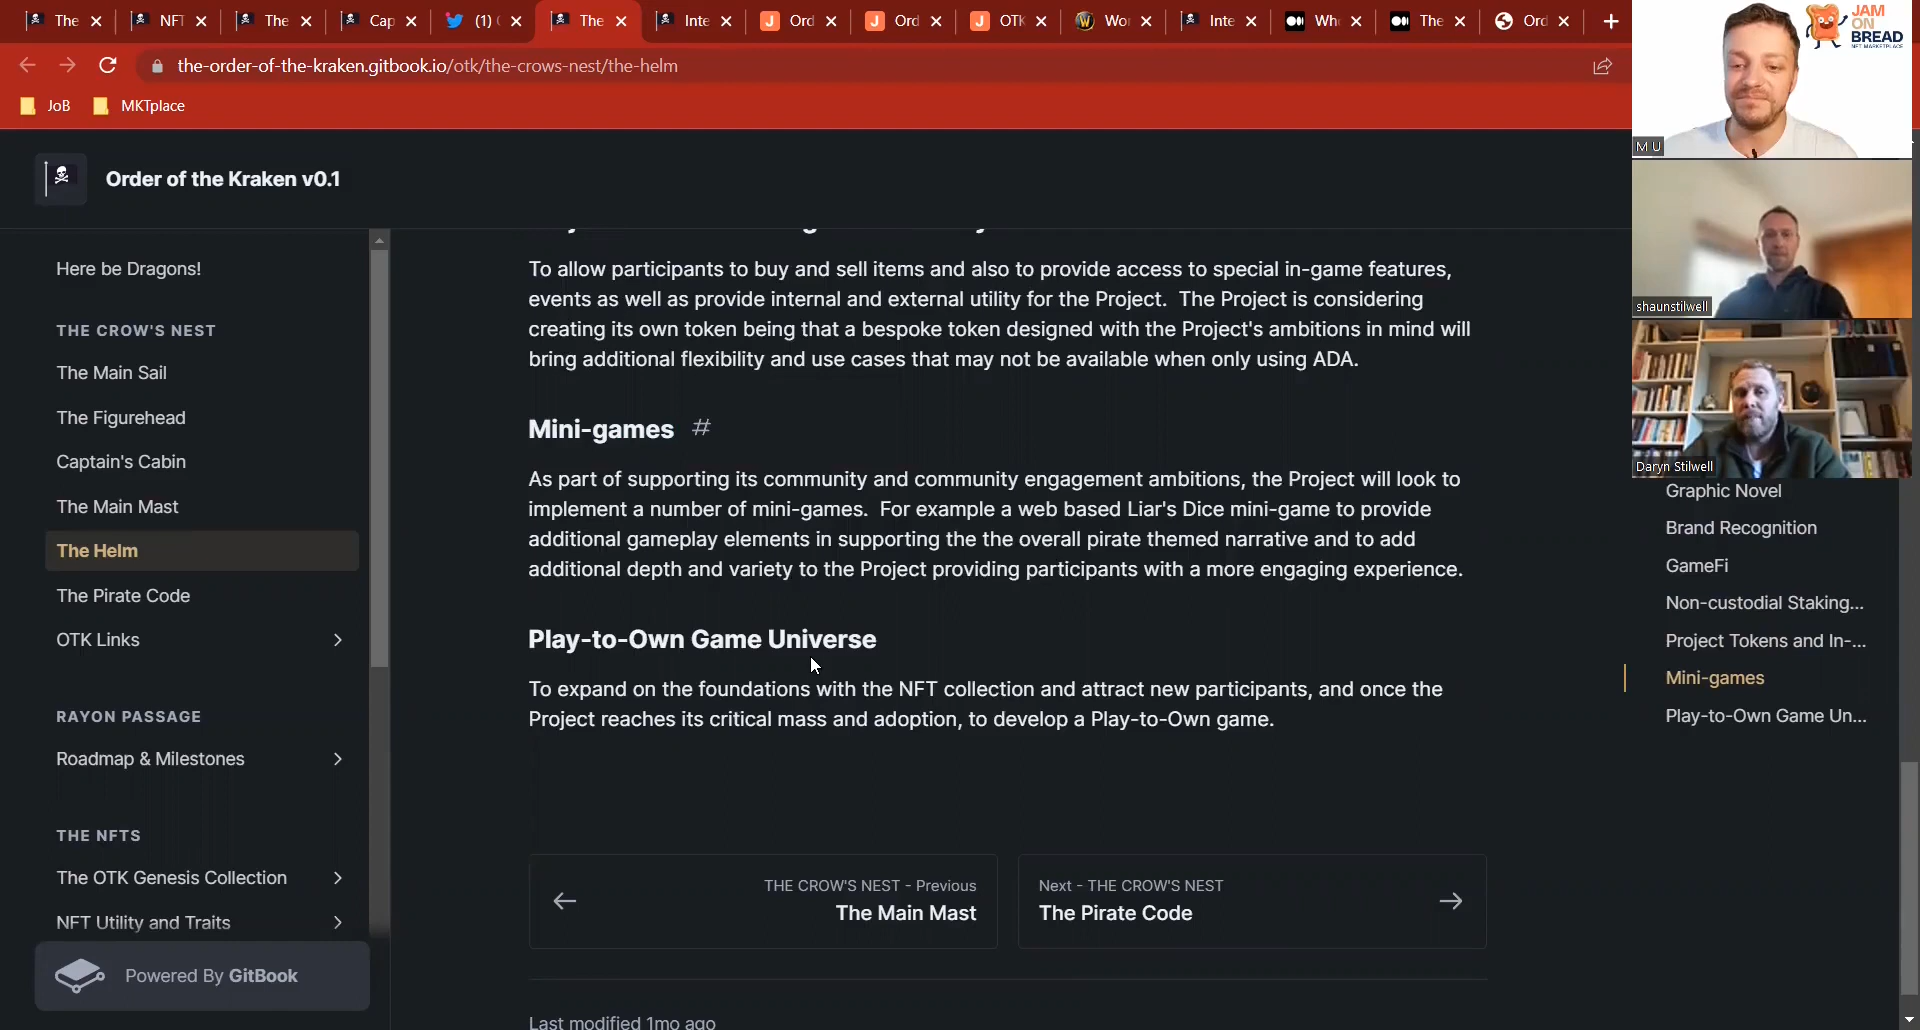 The
NFT
The
Cap
(1)
The
Inte
Ord
Ord
OTK
Wor
Inte
Wh
The
Ord
the-order-of-the-kraken.gitbook.io/otk/the-crows-nest/the-helm
JoB
MKTplace
JAM
ON
BREAD
NFT MARKETPLACE
M U
shaunstilwell
Daryn Stilwell
Order of the Kraken v0.1
Here be Dragons!
THE CROW'S NEST
The Main Sail
The Figurehead
Captain's Cabin
The Main Mast
The Helm
The Pirate Code
OTK Links
RAYON PASSAGE
Roadmap & Milestones
THE NFTS
The OTK Genesis Collection
NFT Utility and Traits
Powered By GitBook
To allow participants to buy and sell items and also to provide access to special in-game features,
events as well as provide internal and external utility for the Project. The Project is considering
creating its own token being that a bespoke token designed with the Project's ambitions in mind will
bring additional flexibility and use cases that may not be available when only using ADA.
Mini-games #
As part of supporting its community and community engagement ambitions, the Project will look to
implement a number of mini-games. For example a web based Liar's Dice mini-game to provide
additional gameplay elements in supporting the the overall pirate themed narrative and to add
additional depth and variety to the Project providing participants with a more engaging experience.
Play-to-Own Game Universe
To expand on the foundations with the NFT collection and attract new participants, and once the
Project reaches its critical mass and adoption, to develop a Play-to-Own game.
THE CROW'S NEST - Previous
The Main Mast
Next - THE CROW'S NEST
The Pirate Code
Last modified 1mo ago
Graphic Novel
Brand Recognition
GameFi
Non-custodial Staking...
Project Tokens and In-...
Mini-games
Play-to-Own Game Un...